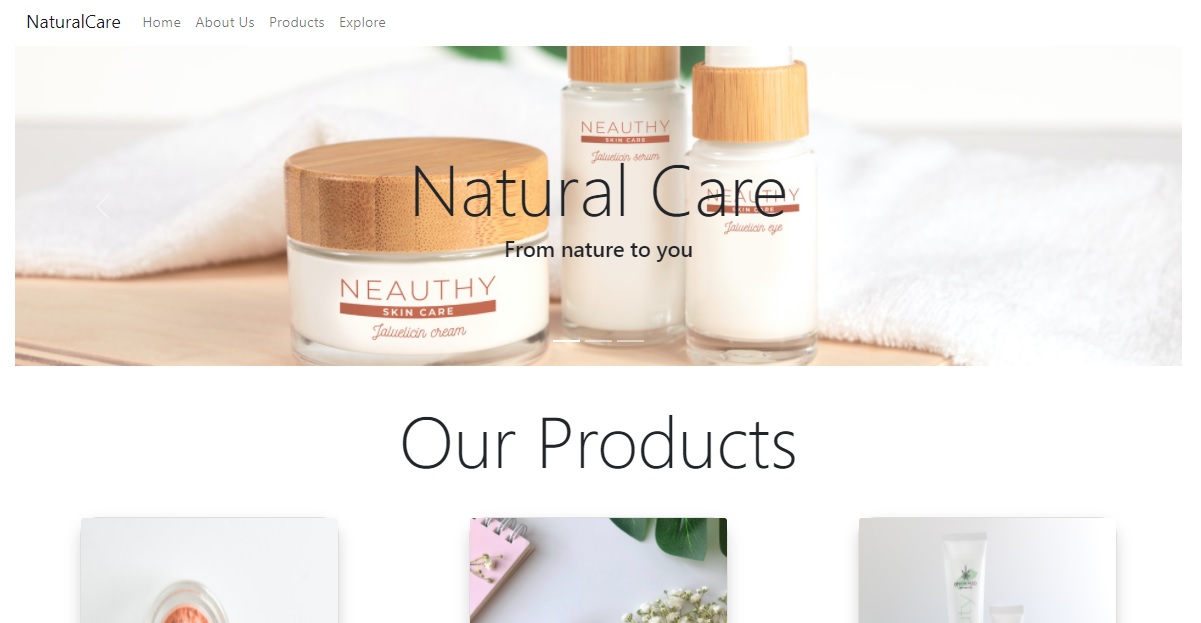 NaturalCare Home About Us Products Explore
NEAUTHY
SKIN CARE
Jaluelicin serum
Natural Care
NEAUTHY
SKIN CARE
Jaluelicin eye
From nature to you
NEAUTHY
SKIN CARE
Jaluelicin cream
Our Products